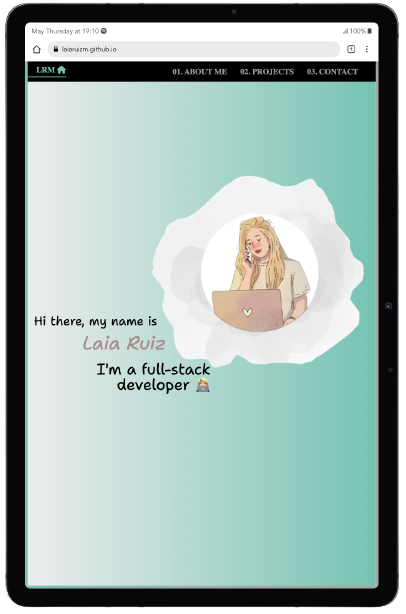 May Thursday at 19:10
100%
laiaruizm.github.io
1
LRM
01. ABOUT ME 02. PROJECTS 03. CONTACT
Hi there, my name is
Laia Ruiz
I'm a full-stack
developer